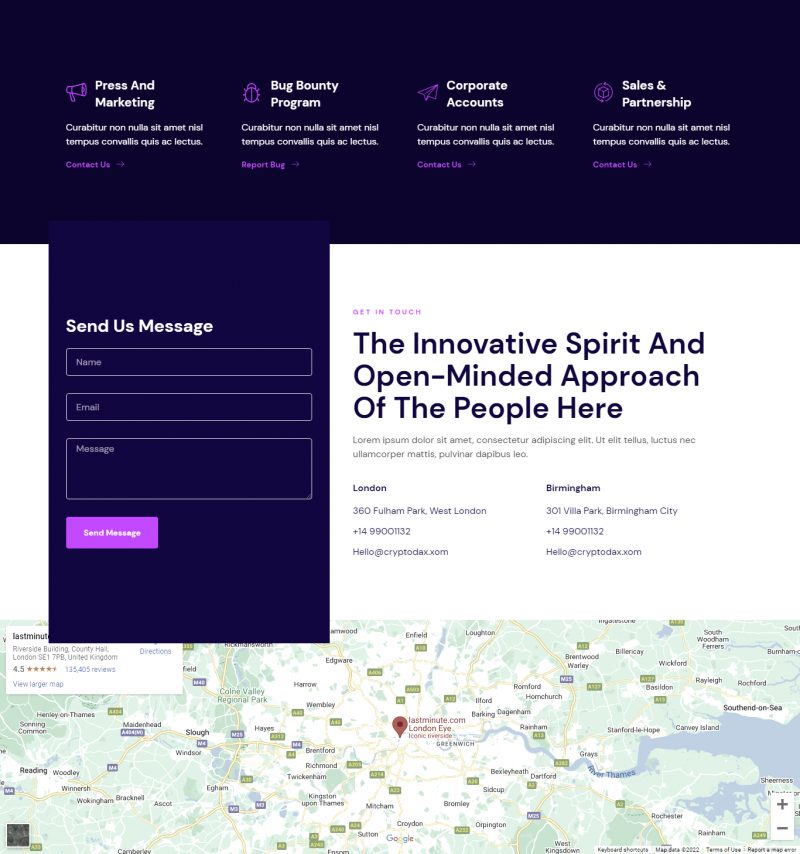 Press And
Marketing
Curabitur non nulla sit amet nisl
tempus convallis quis ac lectus.
Contact Us
Bug Bounty
Program
Curabitur non nulla sit amet nisl
tempus convallis quis ac lectus.
Report Bug
Corporate
Accounts
Curabitur non nulla sit amet nisl
tempus convallis quis ac lectus.
Contact Us
Sales &
Partnership
Curabitur non nulla sit amet nisl
tempus convallis quis ac lectus.
Contact Us
Send Us Message
Name
Email
Message
Send Message
GET IN TOUCH
The Innovative Spirit And
Open-Minded Approach
Of The People Here
Lorem ipsum dolor sit amet, consectetur adipiscing elit. Ut elit tellus, luctus nec
ullamcorper mattis, pulvinar dapibus leo.
London
360 Fulham Park, West London
+14 99001132
Hello@cryptodax.xom
Birmingham
301 Villa Park, Birmingham City
+14 99001132
Hello@cryptodax.xom
lastminute
Riverside Building, County Hall,
London SE1 7PB, United Kingdom
4.5
135,405 reviews
Directions
View larger map
Rickmansworth
Enfield
Loughton
Ingatestone
South
Woodham
Ferrers
Burnham-o
Edgware
Brentwood
Warley
Billericay
Wickford
Rayleigh
Rochford
Colne Valley
Regional Park
Harrow
Wembley
Ilford
Barking
Dagenham
Romford
Hornchurch
Basildon
Southend-on-Sea
Henley-on-Thames
Sonning
Common
Maidenhead
Slough
Hayes
lastminute.com
London Eye
Iconic riverside
GREENWICH
Rainham
Stanford-le-Hope
Canvey Island
Windsor
Brentford
Richmond
Twickenham
Grays
River Thames
Reading
Woodley
Winnersh
Wokingham
Bracknell
Ascot
Egham
Kingston
upon Thames
Mitcham
Bromley
Bexleyheath
Sidcup
Dartford
Sheerness
Minster on
Rochester
Camberley
Sutton
Croydon
Orpington
West
Kingsdown
Rainham
Google
Keyboard shortcuts
Map data ©2022
Terms of Use
Report a map error